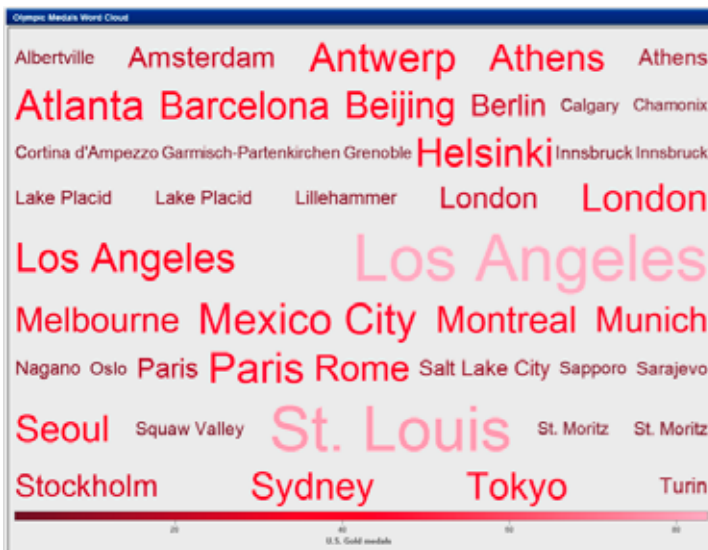 Olympic Medals Word Cloud
Albertville Amsterdam Antwerp Athens Athens
Atlanta Barcelona Beijing Berlin Calgary Chamonix
Cortina d'Ampezzo Garmisch-Partenkirchen Grenoble Helsinki Innsbruck Innsbruck
Lake Placid Lake Placid Lillehammer London London
Los Angeles Los Angeles
Melbourne Mexico City Montreal Munich
Nagano Oslo Paris Paris Rome Salt Lake City Sapporo Sarajevo
Seoul Squaw Valley St. Louis St. Moritz St. Moritz
Stockholm Sydney Tokyo Turin
20 40 60 80
U.S. Gold medals